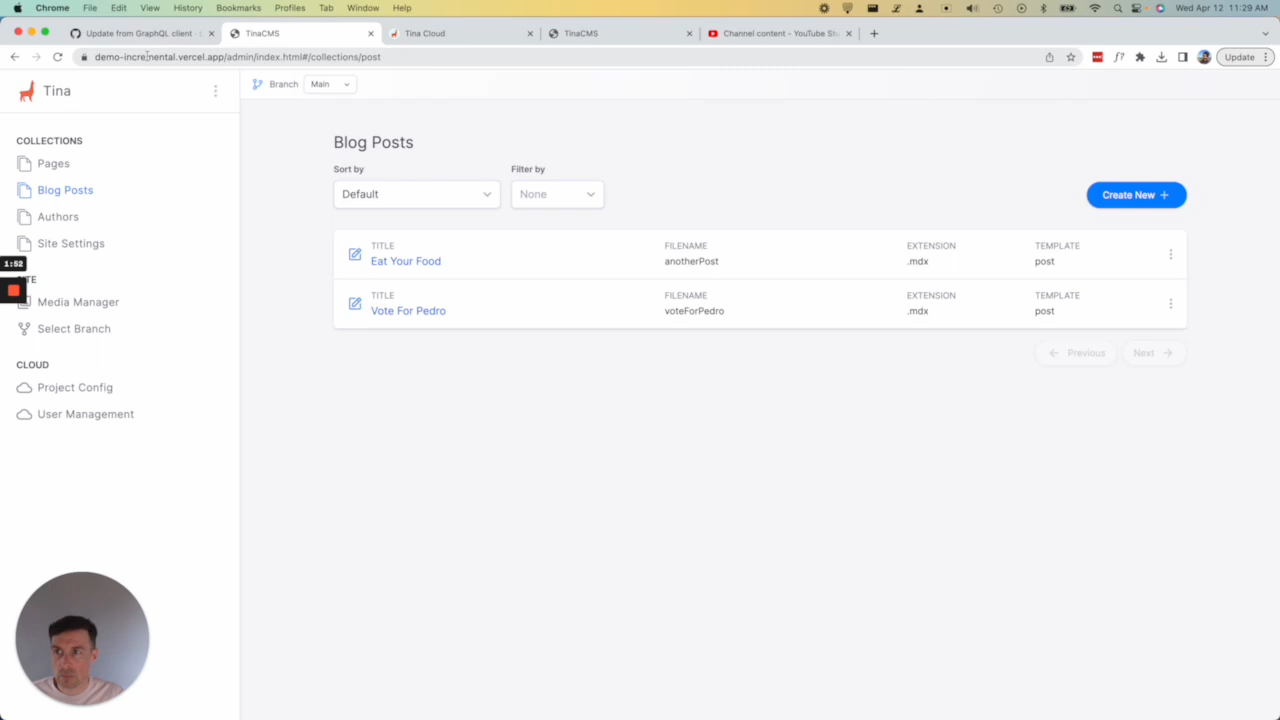 Chrome File Edit View History Bookmarks Profiles Tab Window Help Wed Apr 12 11:29 AM
Update from GraphQL client · TinaCMS Tina Cloud TinaCMS Channel content - YouTube Stu
demo-incremental.vercel.app/admin/index.html#/collections/post f? Update
Tina
Branch Main
COLLECTIONS
Pages
Blog Posts
Authors
Site Settings
1:52
ITE
Media Manager
Select Branch
CLOUD
Project Config
User Management
Blog Posts
Sort by Filter by
Default None Create New +
TITLE FILENAME EXTENSION TEMPLATE
Eat Your Food anotherPost .mdx post
TITLE FILENAME EXTENSION TEMPLATE
Vote For Pedro voteForPedro .mdx post
Previous Next